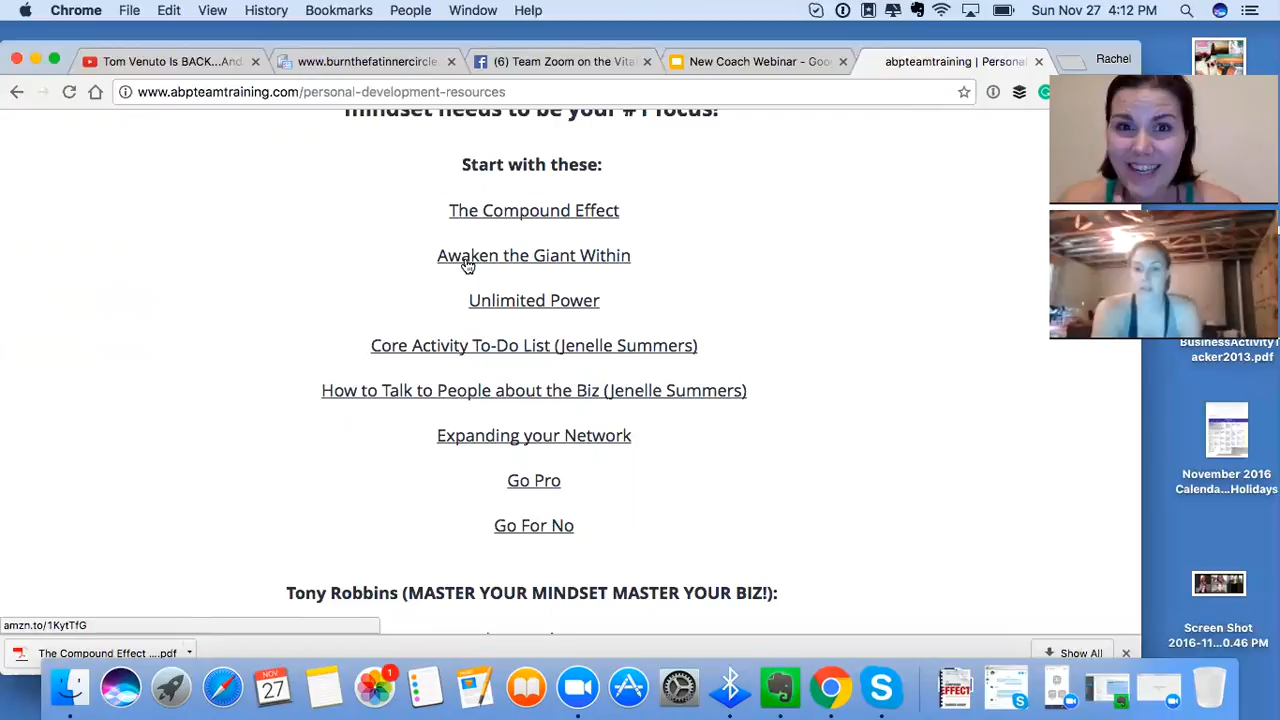 Chrome File Edit View History Bookmarks People Window Help Sun Nov 27 4:12 PM
Tom Venuto Is BACK...And
www.burnthefatinnercircle
(6) Team Zoom on the Vita
New Coach Webinar - Goo
abpteamtraining | Persona
Rachel
www.abpteamtraining.com/personal-development-resources
mindset needs to be your #1 focus!
Start with these:
The Compound Effect
Awaken the Giant Within
Unlimited Power
Core Activity To-Do List (Jenelle Summers)
How to Talk to People about the Biz (Jenelle Summers)
Expanding your Network
Go Pro
Go For No
Tony Robbins (MASTER YOUR MINDSET MASTER YOUR BIZ!):
amzn.to/1KytTfG
The Compound Effect ....pdf
Show All
BusinessActivityT
acker2013.pdf
November 2016
Calenda...Holidays
Screen Shot
2016-11...0.46 PM
NOV
27
1
EFFECT